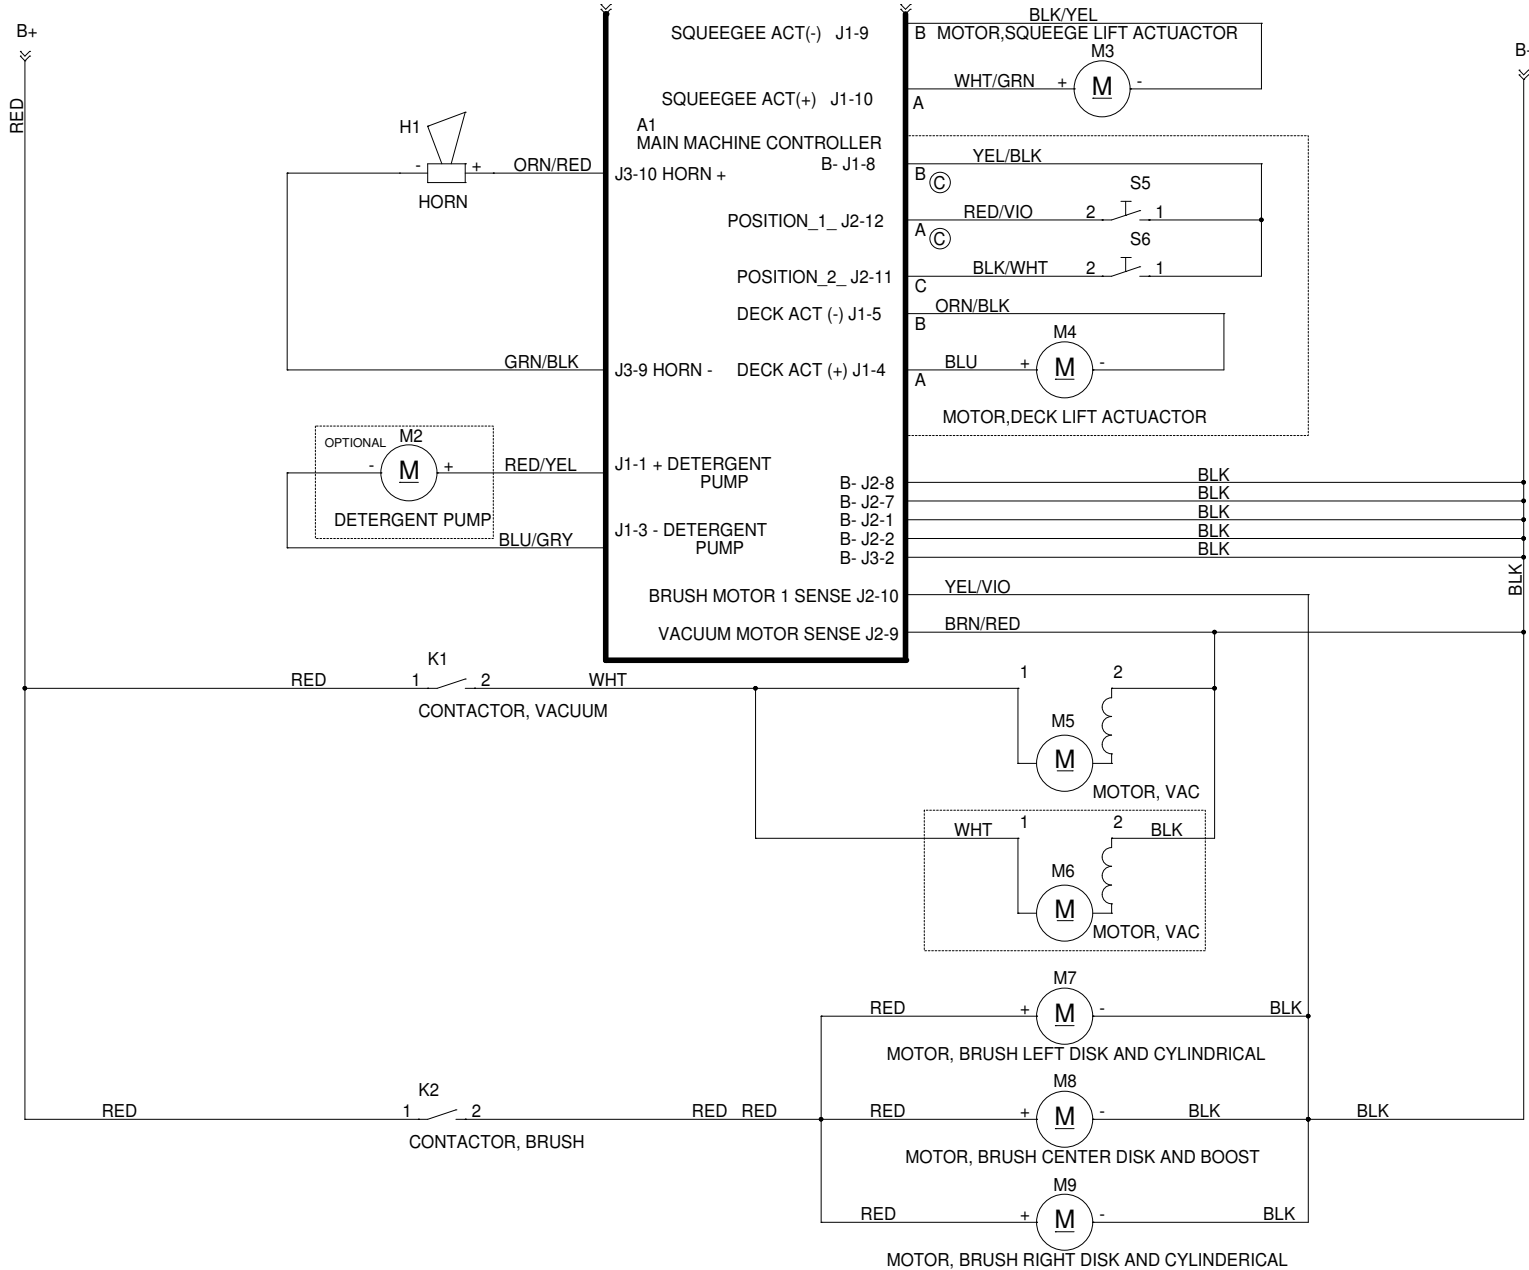 BLK/YEL
B+
SQUEEGEE ACT(-) J1-9
B MOTOR,SQUEEGE LIFT ACTUACTOR
B-
M3
WHT/GRN + M -
SQUEEGEE ACT(+) J1-10
A
RED
H1
A1
MAIN MACHINE CONTROLLER
B- J1-8
YEL/BLK
- + ORN/RED
J3-10 HORN +
B C
S5
HORN
RED/VIO 2 1
POSITION_1_ J2-12
A C
S6
BLK/WHT 2 1
POSITION_2_ J2-11
C
ORN/BLK
DECK ACT (-) J1-5
B
M4
GRN/BLK
J3-9 HORN -
DECK ACT (+) J1-4
BLU + M -
A
MOTOR,DECK LIFT ACTUACTOR
OPTIONAL M2
- M + RED/YEL
J1-1 + DETERGENT
PUMP
B- J2-8 BLK
B- J2-7 BLK
DETERGENT PUMP
B- J2-1 BLK
J1-3 - DETERGENT
PUMP
BLU/GRY
B- J2-2 BLK
B- J3-2 BLK
BLK
BRUSH MOTOR 1 SENSE J2-10
YEL/VIO
VACUUM MOTOR SENSE J2-9
BRN/RED
K1
RED 1 2 WHT
1 2
CONTACTOR, VACUUM
M5
M
MOTOR, VAC
WHT 1 2 BLK
M6
M
MOTOR, VAC
M7
RED + M - BLK
MOTOR, BRUSH LEFT DISK AND CYLINDRICAL
K2
M8
RED 1 2 RED RED RED + M - BLK BLK
CONTACTOR, BRUSH
MOTOR, BRUSH CENTER DISK AND BOOST
M9
RED + M - BLK
MOTOR, BRUSH RIGHT DISK AND CYLINDERICAL